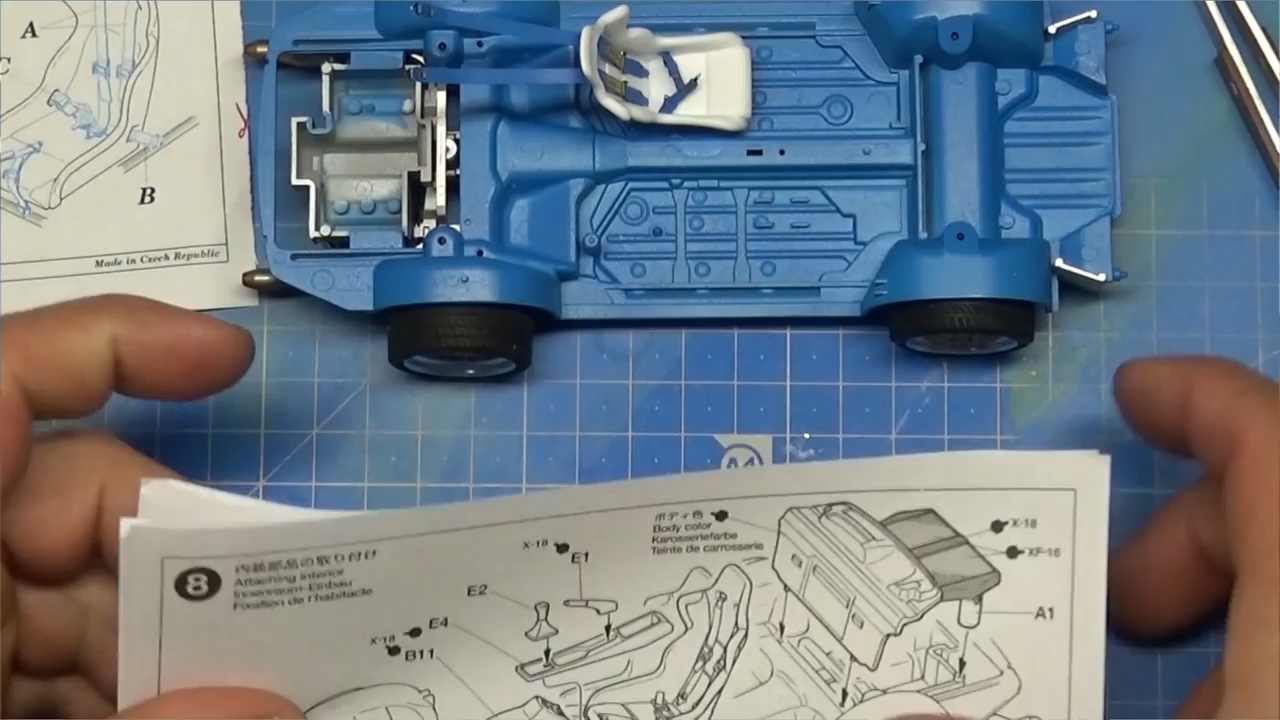 A
C
B
Made in Czech Republic
A4
8
内装部品の取り付け
Attaching interior
Innenraum-Einbau
Fixation de l'habitacle
X-18
E1
E2
X-18
E4
B11
ボディ色
Body color
Karosseriefarbe
Teinte de carrosserie
X-18
XF-16
A1